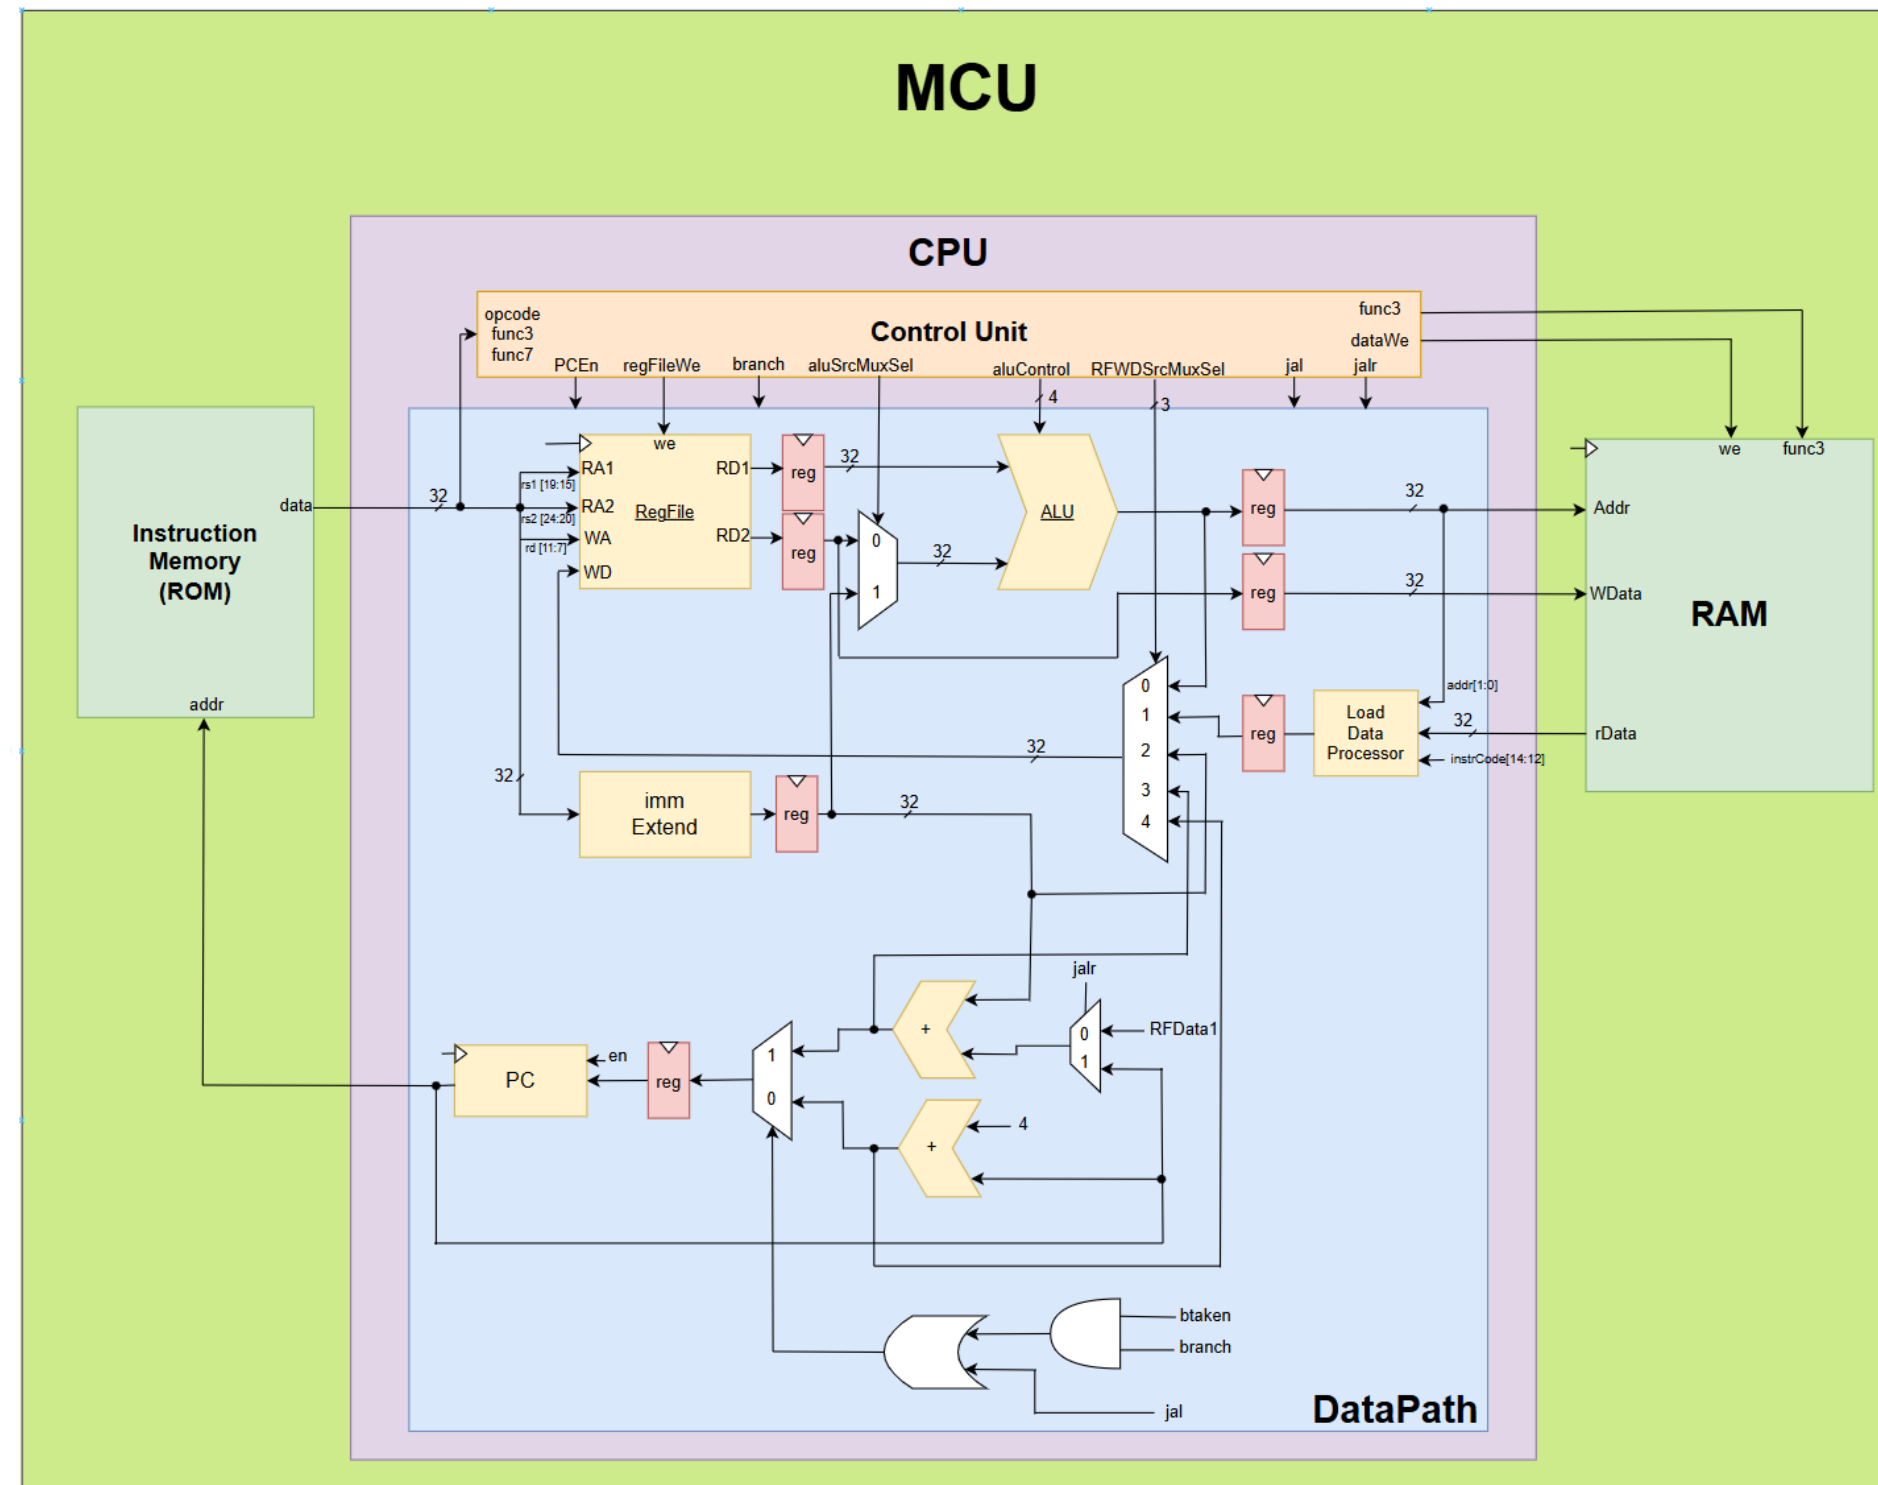 MCU
CPU
opcode
func3
func7
Control Unit
func3
dataWe
PCEn
regFileWe
branch
aluSrcMuxSel
aluControl
RFWDSrcMuxSel
jal
jalr
4
3
Instruction
Memory
(ROM)
data
addr
32
we
RA1
rs1 [19:15]
RA2
rs2 [24:20]
WA
rd [11:7]
WD
RegFile
RD1
RD2
reg
reg
32
0
1
32
ALU
reg
reg
32
32
we
func3
Addr
WData
RAM
rData
0
1
2
3
4
reg
Load
Data
Processor
addr[1:0]
32
instrCode[14:12]
32
32
imm
Extend
reg
32
jalr
0
1
RFData1
+
+
4
1
0
reg
en
PC
btaken
branch
jal
DataPath